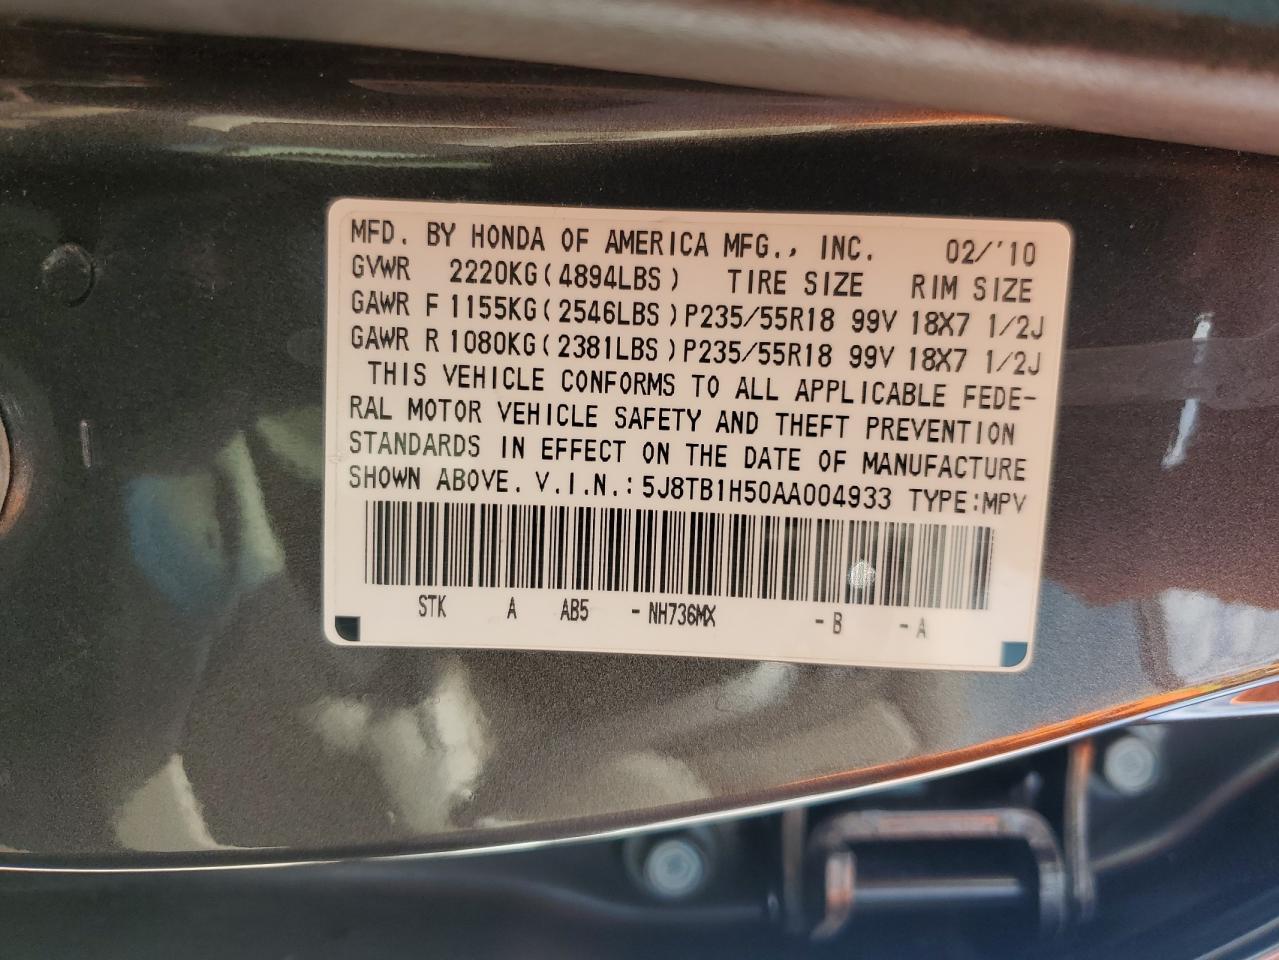 MFD. BY HONDA OF AMERICA MFG., INC. 02/'10
GVWR 2220KG(4894LBS) TIRE SIZE RIM SIZE
GAWR F 1155KG(2546LBS)P235/55R18 99V 18X7 1/2J
GAWR R 1080KG(2381LBS)P235/55R18 99V 18X7 1/2J
THIS VEHICLE CONFORMS TO ALL APPLICABLE FEDE-
RAL MOTOR VEHICLE SAFETY AND THEFT PREVENTION
STANDARDS IN EFFECT ON THE DATE OF MANUFACTURE
SHOWN ABOVE. V.I.N.: 5J8TB1H50AA004933 TYPE:MPV
STK A AB5 - NH736MX - B - A